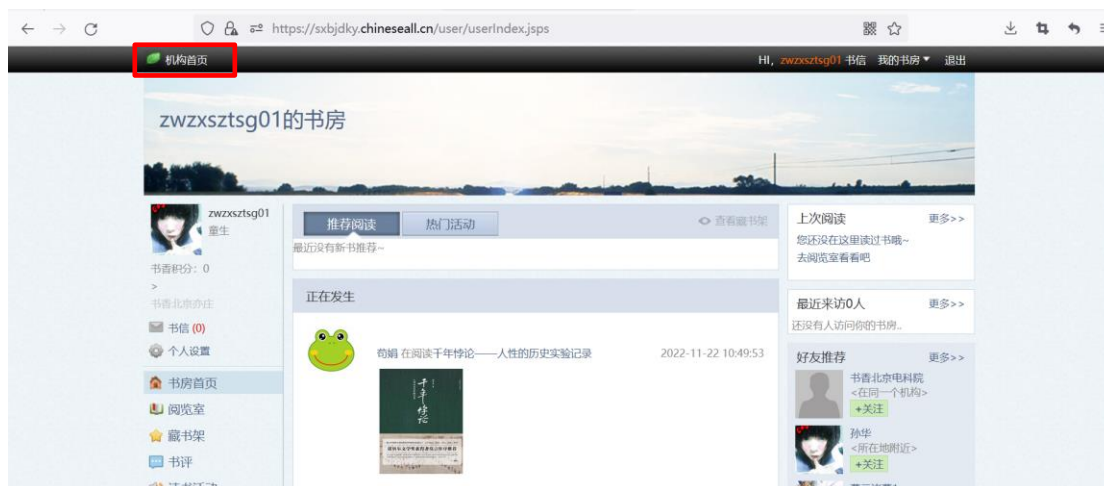 https://sxbjdky.chineseall.cn/user/userIndex.jsps
机构首页
HI, zwzxsztsg01 书信 我的书房 退出
zwzxsztsg01的书房
zwzxsztsg01
童生
书香积分：0
>
书香北京亦庄
书信 (0)
个人设置
书房首页
阅览室
藏书架
书评
读书活动
推荐阅读 热门活动 查看藏书架
最近没有新书推荐~
正在发生
苟娟 在阅读千年悖论——人性的历史实验记录 2022-11-22 10:49:53
千年悖论
上次阅读 更多>>
您还没在这里读过书哦~
去阅览室看看吧
最近来访0人 更多>>
还没有人访问你的书房..
好友推荐 更多>>
书香北京电科院
<在同一个机构>
+关注
孙华
<所在地附近>
+关注